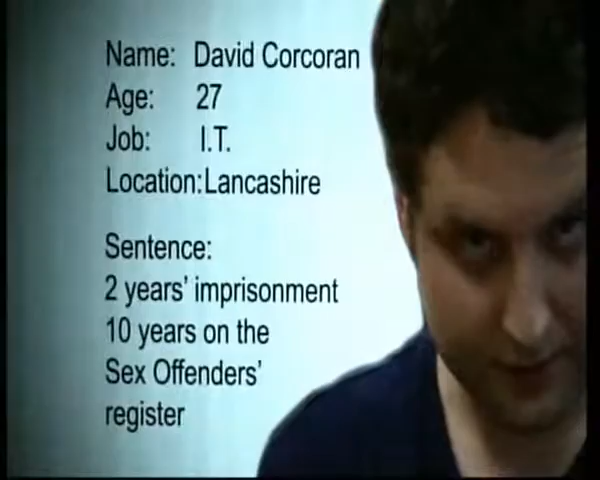 Name: David Corcoran
Age: 27
Job: I.T.
Location:Lancashire
Sentence:
2 years' imprisonment
10 years on the
Sex Offenders'
register